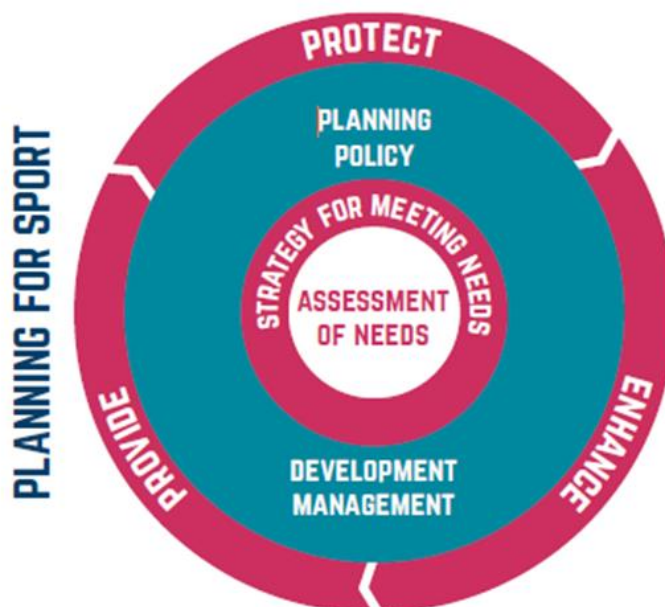 PLANNING FOR SPORT
PROTECT
PLANNING
POLICY
STRATEGY FOR MEETING NEEDS
ASSESSMENT
OF NEEDS
DEVELOPMENT
MANAGEMENT
PROVIDE
ENHANCE